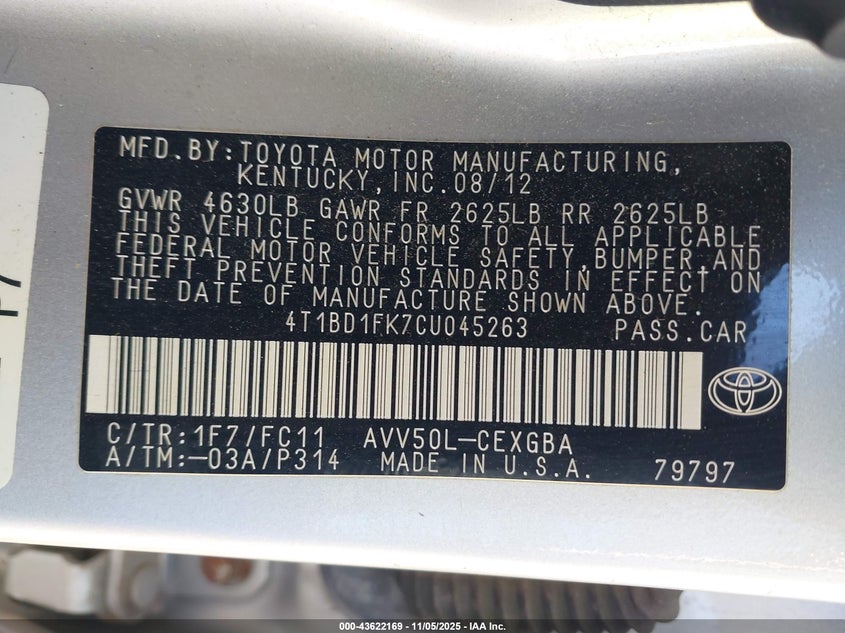 MFD.BY:TOYOTA MOTOR MANUFACTURING,
KENTUCKY,INC.08/12
GVWR 4630LB GAWR FR 2625LB RR 2625LB
THIS VEHICLE CONFORMS TO ALL APPLICABLE
FEDERAL MOTOR VEHICLE SAFETY,BUMPER,AND
THEFT PREVENTION STANDARDS IN EFFECT ON
THE DATE OF MANUFACTURE SHOWN ABOVE.
4T1BD1FK7CU045263 PASS.CAR
C/TR:1F7/FC11 AVV50L-CEXGBA
A/TM:-03A/P314 MADE IN U.S.A. 79797
000-43622169 - 11/05/2025 - IAA Holdings, Inc.